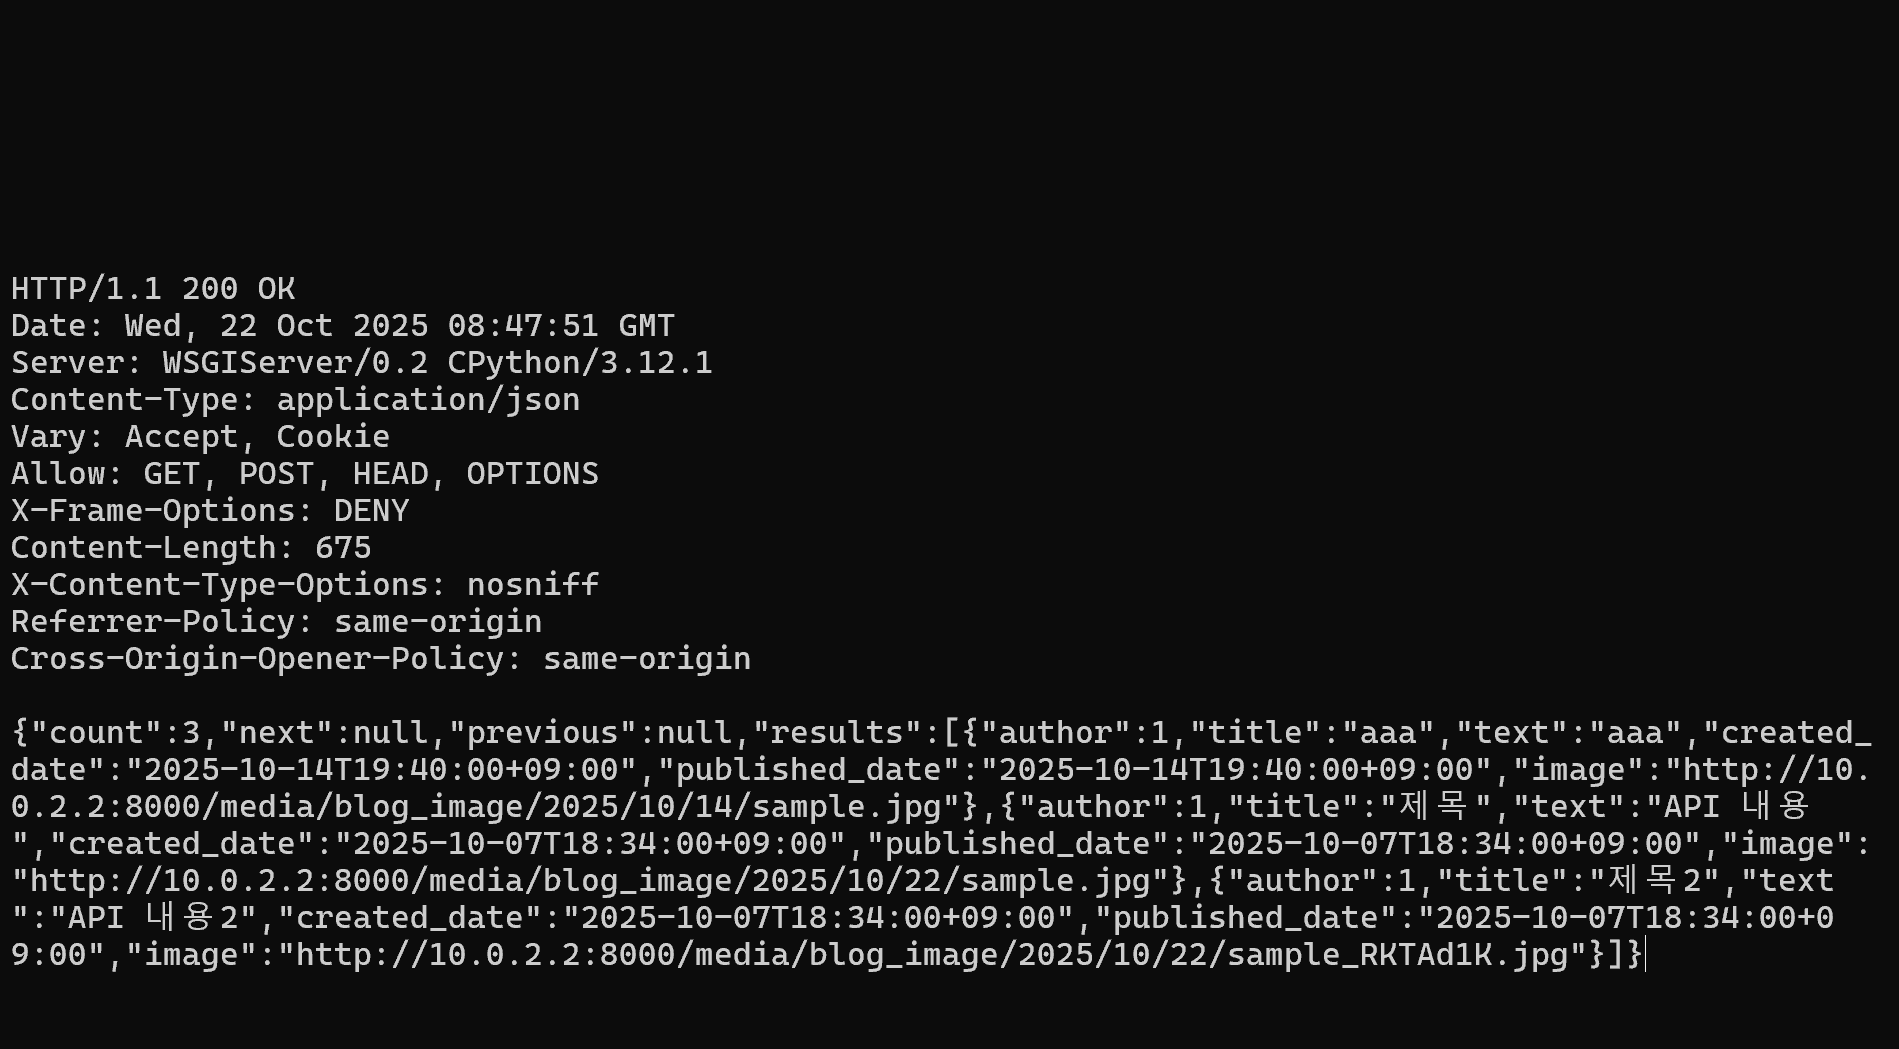 HTTP/1.1 200 OK
Date: Wed, 22 Oct 2025 08:47:51 GMT
Server: WSGIServer/0.2 CPython/3.12.1
Content-Type: application/json
Vary: Accept, Cookie
Allow: GET, POST, HEAD, OPTIONS
X-Frame-Options: DENY
Content-Length: 675
X-Content-Type-Options: nosniff
Referrer-Policy: same-origin
Cross-Origin-Opener-Policy: same-origin

{"count":3,"next":null,"previous":null,"results":[{"author":1,"title":"aaa","text":"aaa","created_
date":"2025-10-14T19:40:00+09:00","published_date":"2025-10-14T19:40:00+09:00","image":"http://10.
0.2.2:8000/media/blog_image/2025/10/14/sample.jpg"},{"author":1,"title":"제목","text":"API 내용
","created_date":"2025-10-07T18:34:00+09:00","published_date":"2025-10-07T18:34:00+09:00","image":
"http://10.0.2.2:8000/media/blog_image/2025/10/22/sample.jpg"},{"author":1,"title":"제목2","text
":"API 내용2","created_date":"2025-10-07T18:34:00+09:00","published_date":"2025-10-07T18:34:00+0
9:00","image":"http://10.0.2.2:8000/media/blog_image/2025/10/22/sample_RKTAd1K.jpg"}]}